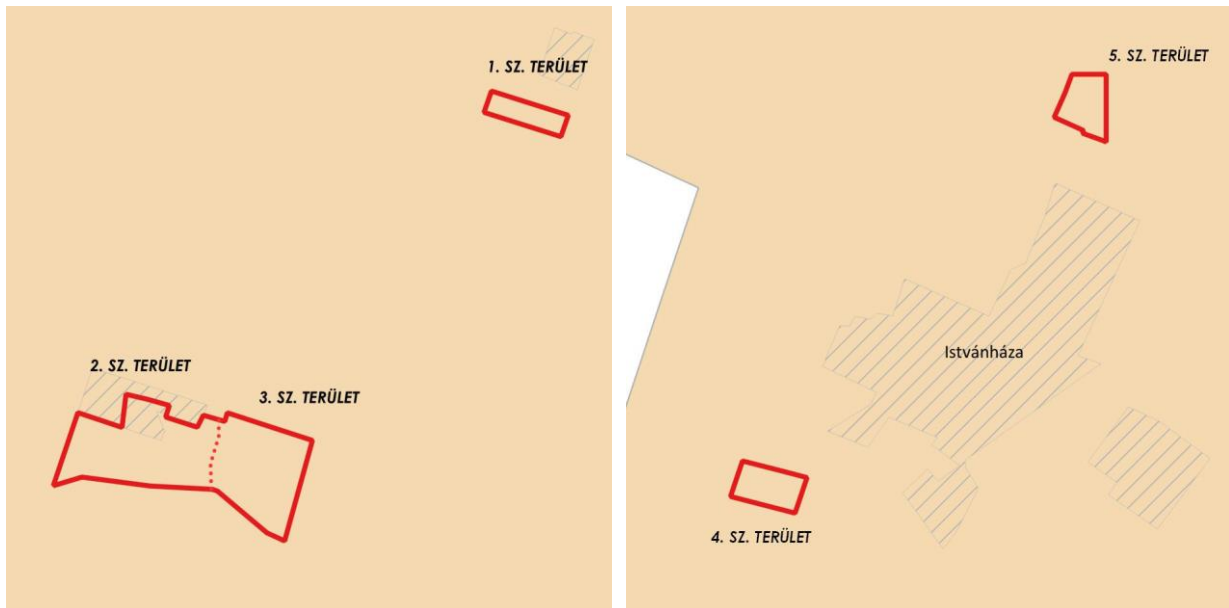 1. SZ. TERÜLET
2. SZ. TERÜLET
3. SZ. TERÜLET
5. SZ. TERÜLET
Istvánháza
4. SZ. TERÜLET